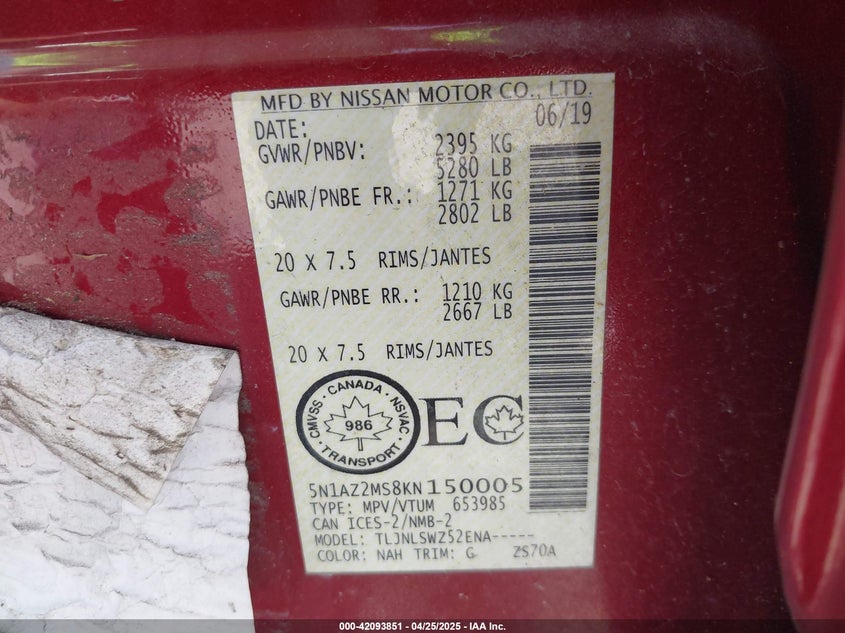 MFD BY NISSAN MOTOR CO., LTD.
DATE: 06/19
GVWR/PNBV: 2395 KG
5280 LB
GAWR/PNBE FR.: 1271 KG
2802 LB
20 X 7.5 RIMS/JANTES
GAWR/PNBE RR.: 1210 KG
2667 LB
20 X 7.5 RIMS/JANTES
CMVSS · CANADA · NSVAC
986
· TRANSPORT ·
EC
5N1AZ2MS8KN150005
TYPE: MPV/VTUM 653985
CAN ICES-2/NMB-2
MODEL: TLJNLSWZ52ENA-----
COLOR: NAH TRIM: G ZS70A
000-42093851 | 04/25/2025 | IAA Inc.